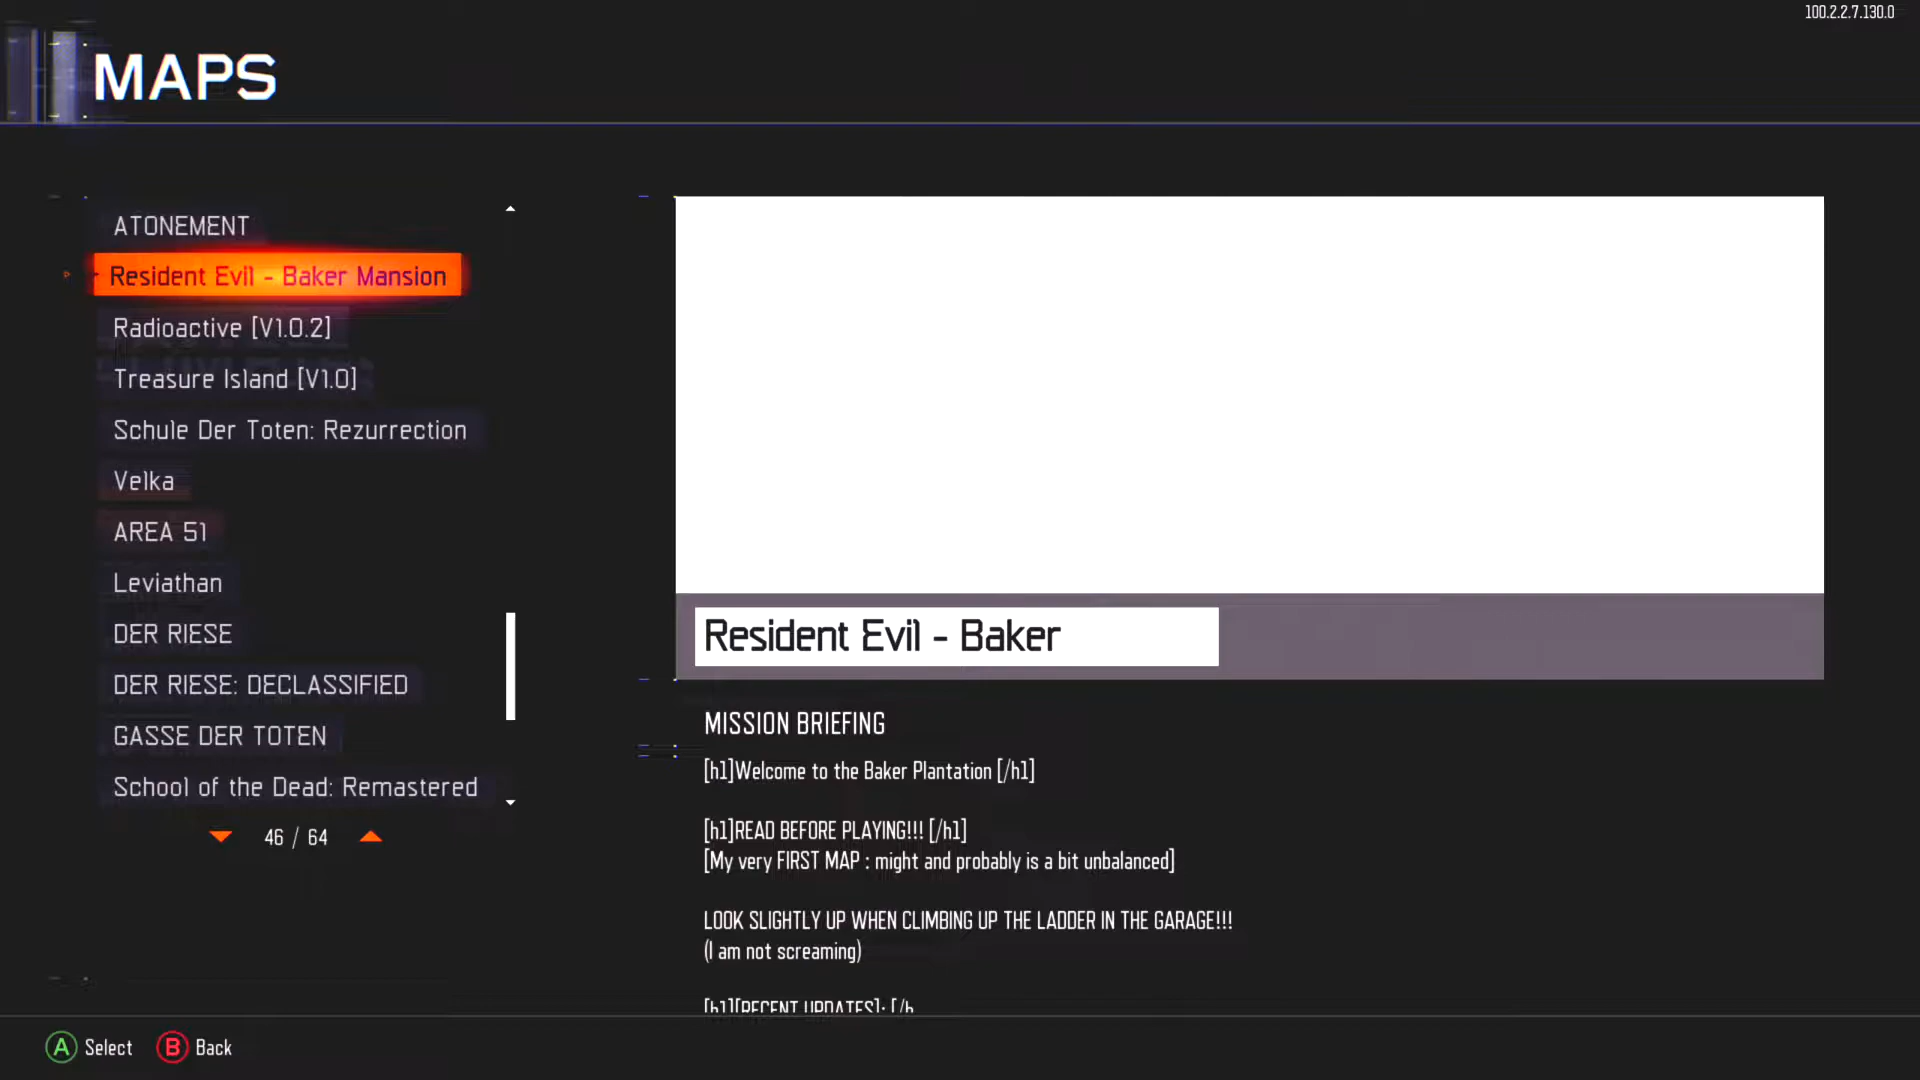 100.2.2.7.130.0
MAPS
ATONEMENT
Resident Evil - Baker Mansion
Radioactive [V1.0.2]
Treasure Island [V1.0]
Schule Der Toten: Rezurrection
Velka
AREA 51
Leviathan
DER RIESE
DER RIESE: DECLASSIFIED
GASSE DER TOTEN
School of the Dead: Remastered
46 / 64
Resident Evil - Baker
MISSION BRIEFING
[h1]Welcome to the Baker Plantation [/h1]
[h1]READ BEFORE PLAYING!!! [/h1]
[My very FIRST MAP : might and probably is a bit unbalanced]
LOOK SLIGHTLY UP WHEN CLIMBING UP THE LADDER IN THE GARAGE!!!
(I am not screaming)
[h1][RECENT UPDATES]: [/h
A Select B Back